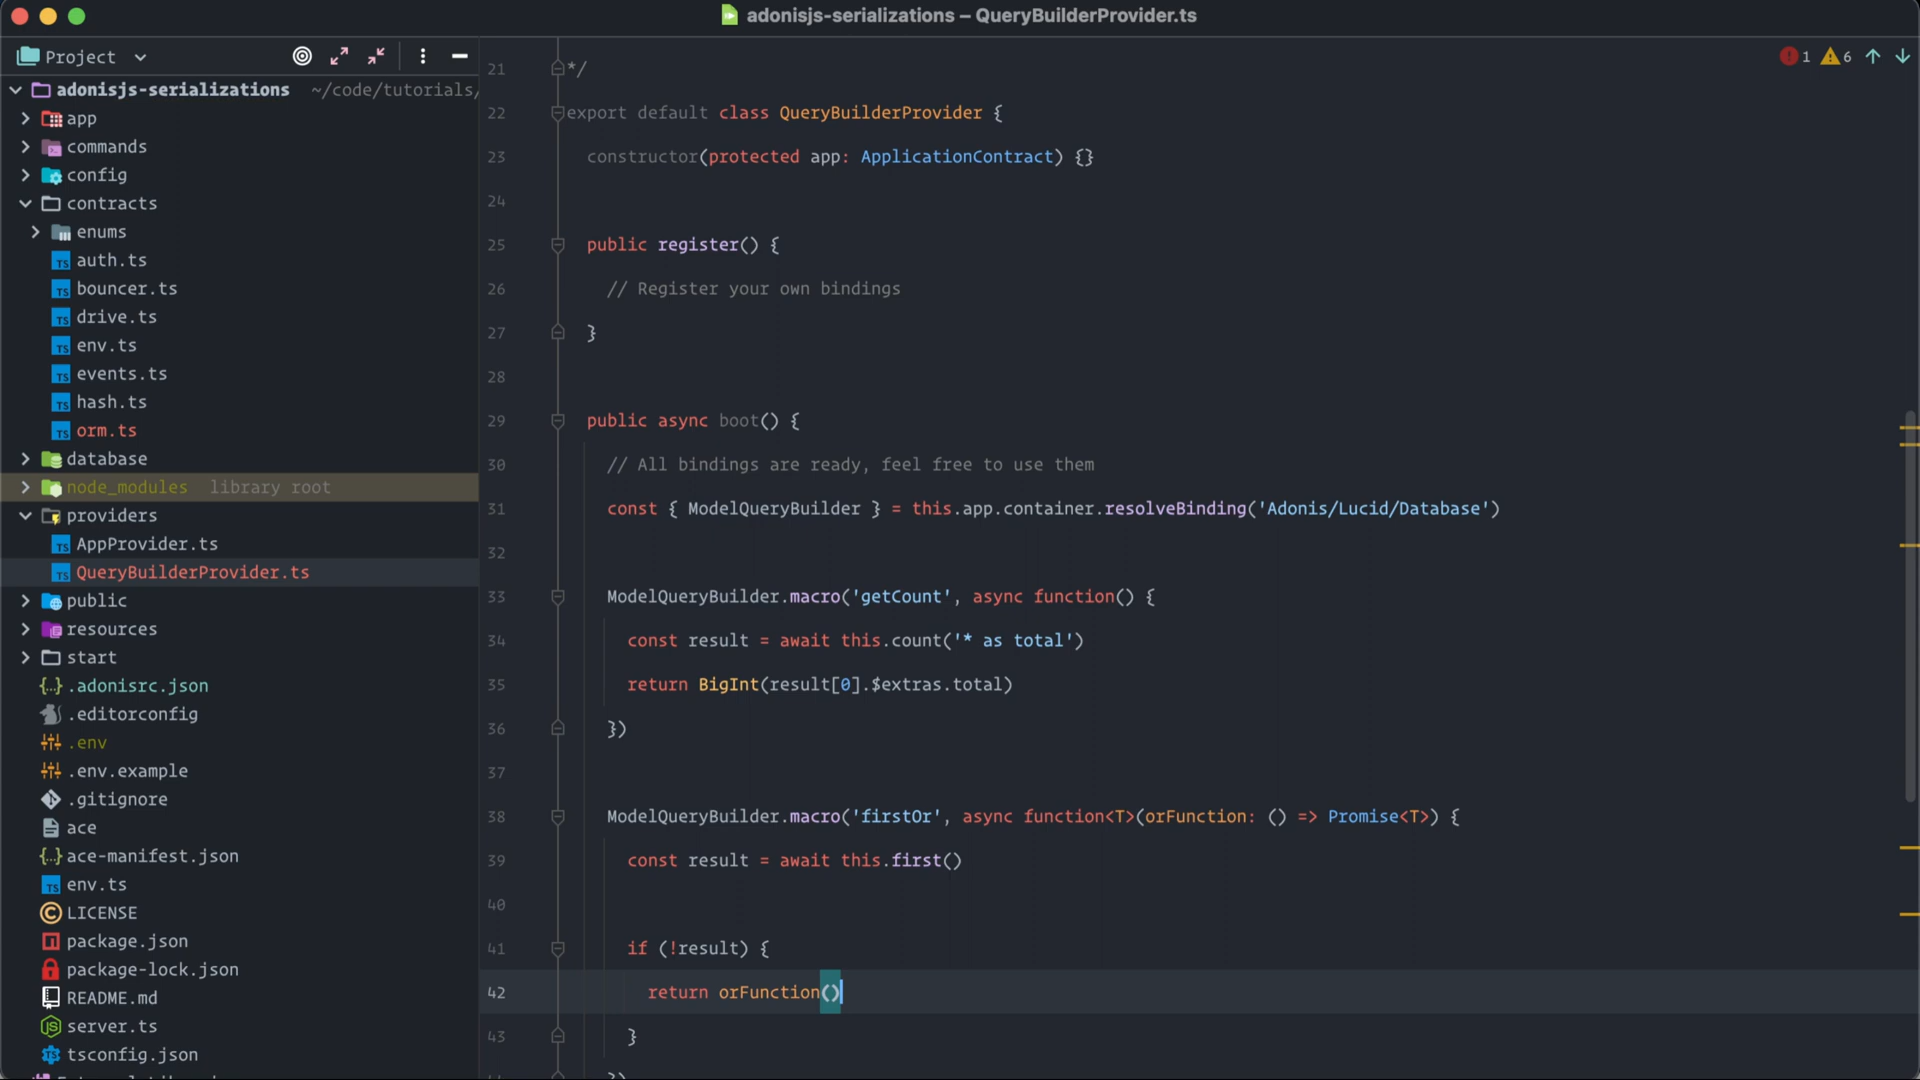 adonisjs-serializations – QueryBuilderProvider.ts
Project
1 6
adonisjs-serializations ~/code/tutorials/
app
commands
config
contracts
enums
auth.ts
bouncer.ts
drive.ts
env.ts
events.ts
hash.ts
orm.ts
database
node_modules library root
providers
AppProvider.ts
QueryBuilderProvider.ts
public
resources
start
.adonisrc.json
.editorconfig
.env
.env.example
.gitignore
ace
ace-manifest.json
env.ts
LICENSE
package.json
package-lock.json
README.md
server.ts
tsconfig.json
21 */
22 export default class QueryBuilderProvider {
23 constructor(protected app: ApplicationContract) {}
24
25 public register() {
26 // Register your own bindings
27 }
28
29 public async boot() {
30 // All bindings are ready, feel free to use them
31 const { ModelQueryBuilder } = this.app.container.resolveBinding('Adonis/Lucid/Database')
32
33 ModelQueryBuilder.macro('getCount', async function() {
34 const result = await this.count('* as total')
35 return BigInt(result[0].$extras.total)
36 })
37
38 ModelQueryBuilder.macro('firstOr', async function<T>(orFunction: () => Promise<T>) {
39 const result = await this.first()
40
41 if (!result) {
42 return orFunction()
43 }
})